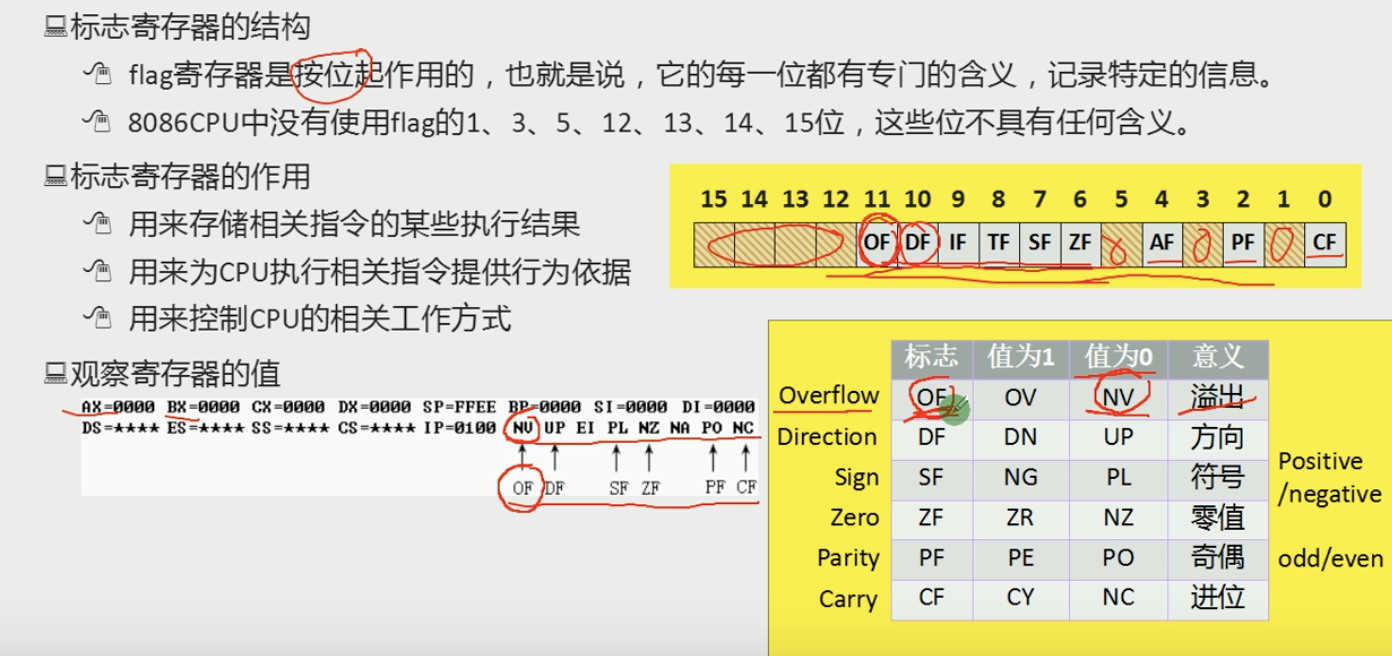 标志寄存器的结构
flag寄存器是按位起作用的，也就是说，它的每一位都有专门的含义，记录特定的信息。
8086CPU中没有使用flag的1、3、5、12、13、14、15位，这些位不具有任何含义。
标志寄存器的作用
用来存储相关指令的某些执行结果
用来为CPU执行相关指令提供行为依据
用来控制CPU的相关工作方式
15 14 13 12 11 10 9 8 7 6 5 4 3 2 1 0
OF DF IF TF SF ZF AF PF CF
观察寄存器的值
AX=0000 BX=0000 CX=0000 DX=0000 SP=FFEE BP=0000 SI=0000 DI=0000
DS=**** ES=**** SS=**** CS=**** IP=0100 NV UP EI PL NZ NA PO NC
OF DF SF ZF PF CF
标志 值为1 值为0 意义
Overflow OF OV NV 溢出
Direction DF DN UP 方向
Sign SF NG PL 符号 Positive /negative
Zero ZF ZR NZ 零值
Parity PF PE PO 奇偶 odd/even
Carry CF CY NC 进位